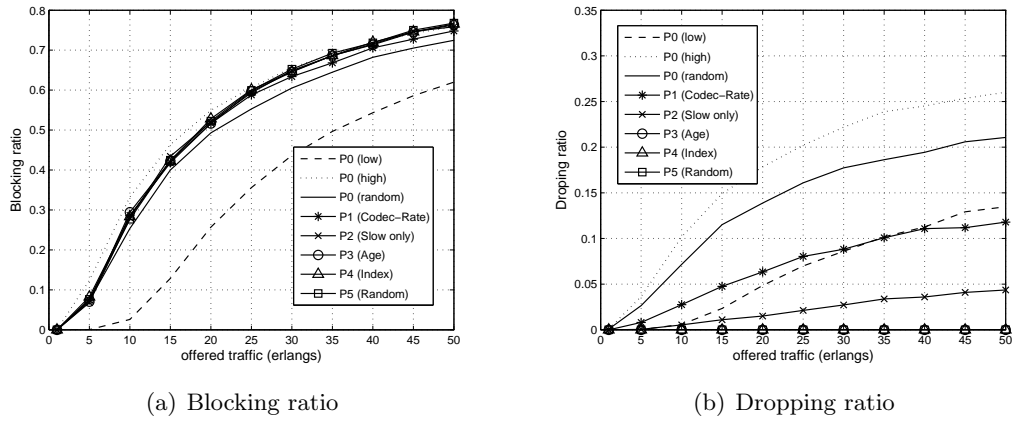 0.8
0.7
0.6
0.5
0.4
0.3
0.2
0.1
0
Blocking ratio
0 5 10 15 20 25 30 35 40 45 50
offered traffic (erlangs)
P0 (low)
P0 (high)
P0 (random)
P1 (Codec−Rate)
P2 (Slow only)
P3 (Age)
P4 (Index)
P5 (Random)
(a) Blocking ratio
0.35
0.3
0.25
0.2
0.15
0.1
0.05
0
Droping ratio
0 5 10 15 20 25 30 35 40 45 50
offered traffic (erlangs)
P0 (low)
P0 (high)
P0 (random)
P1 (Codec−Rate)
P2 (Slow only)
P3 (Age)
P4 (Index)
P5 (Random)
(b) Dropping ratio